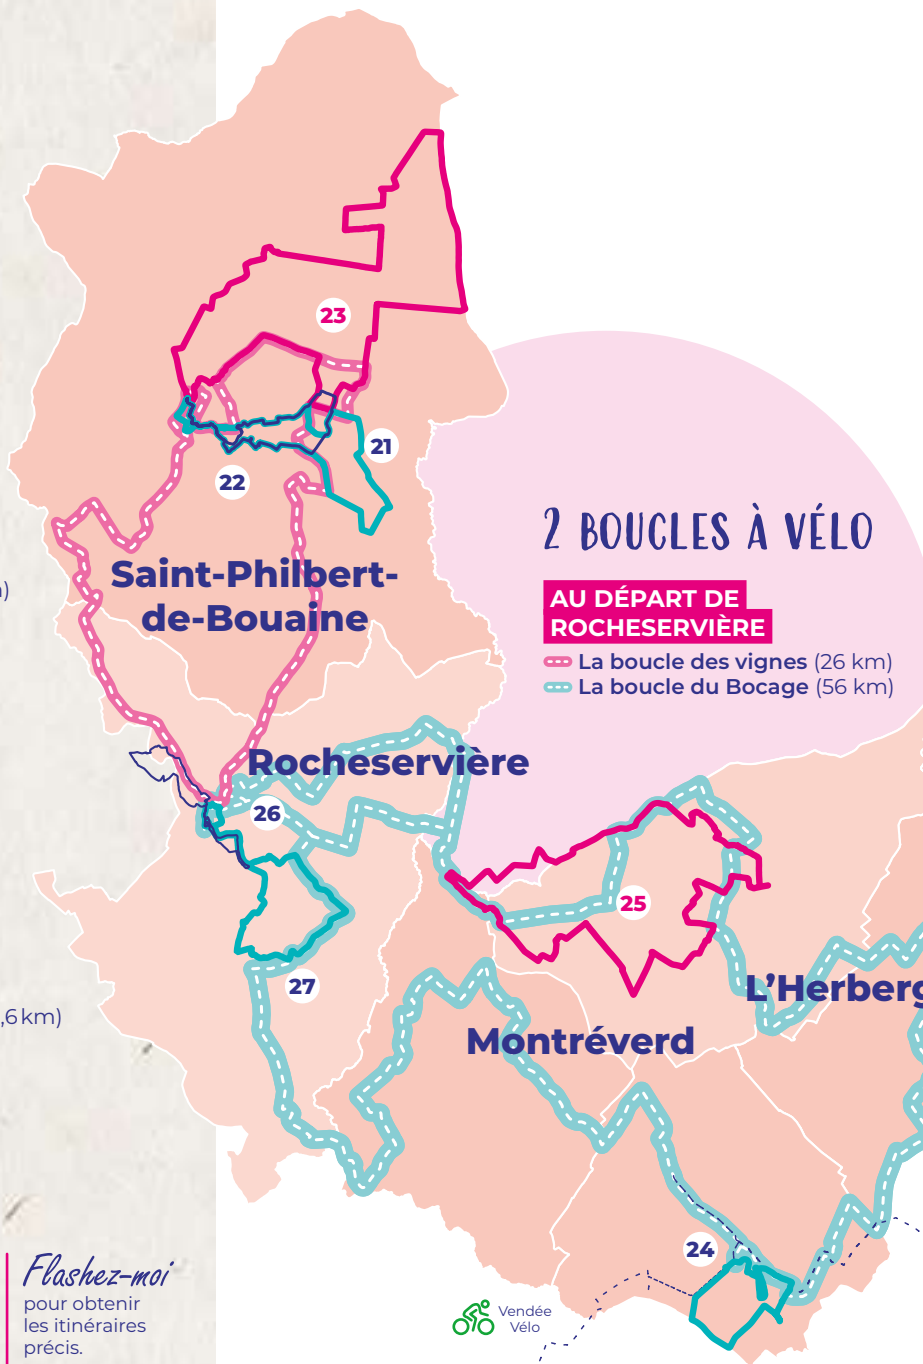 23
21
22
2 BOUCLES À VÉLO
Saint-Philbert-
de-Bouaine
)
AU DÉPART DE
ROCHESERVIÈRE
La boucle des vignes (26 km)
La boucle du Bocage (56 km)
Rocheservière
26
25
27
L'Herberg
,6 km)
Montréverd
24
Flashez-moi
pour obtenir
les itinéraires
précis.
Vendée
Vélo